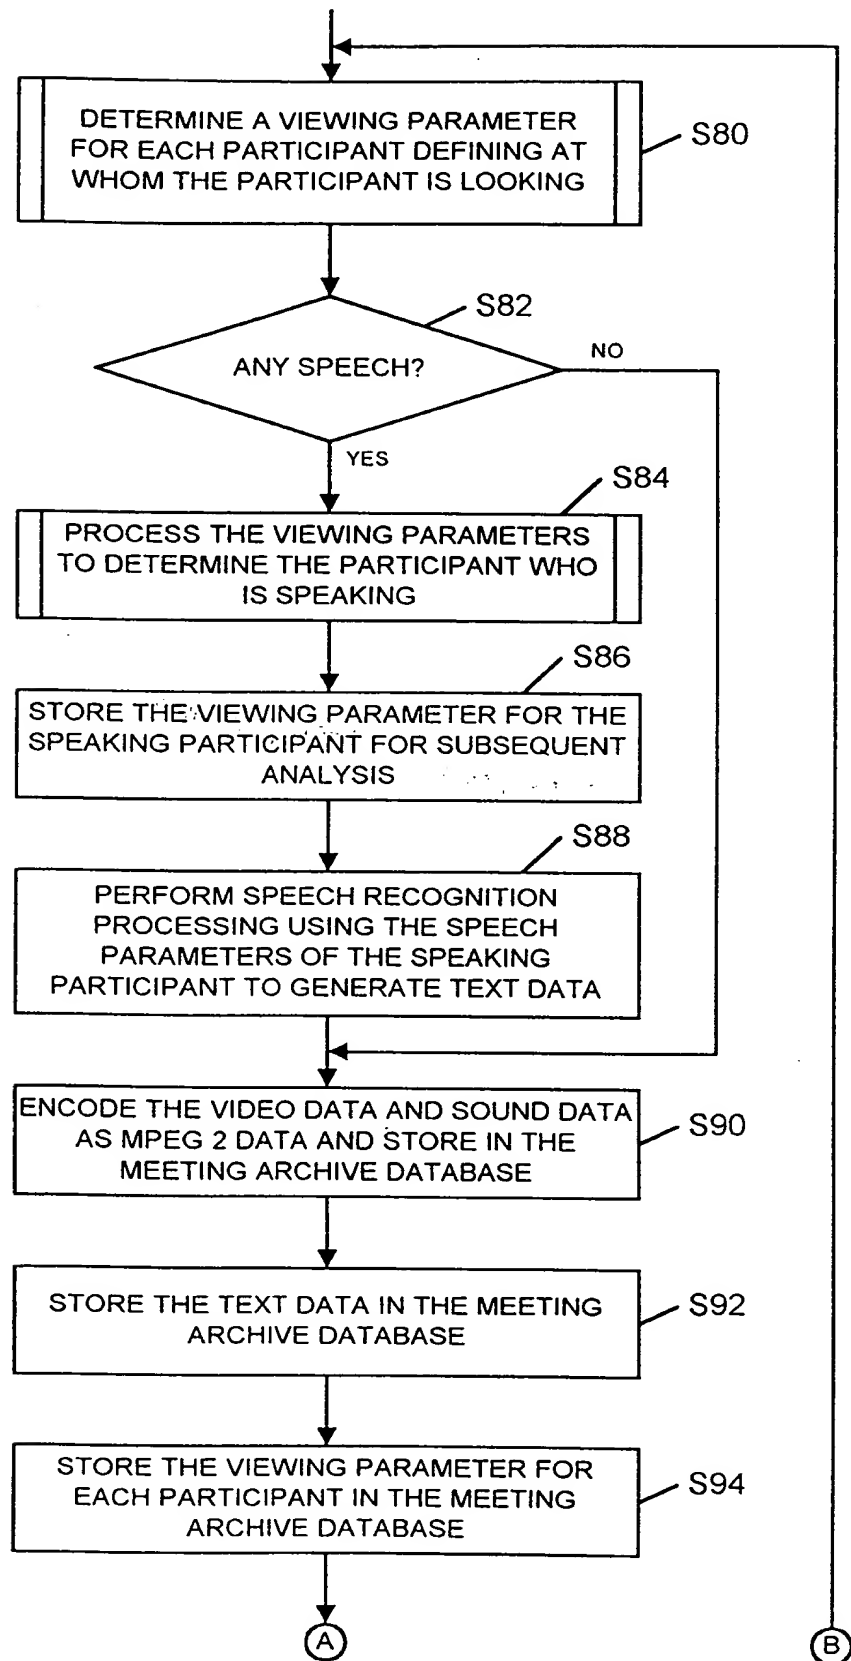 DETERMINE A VIEWING PARAMETER
FOR EACH PARTICIPANT DEFINING AT
WHOM THE PARTICIPANT IS LOOKING
S80
S82
ANY SPEECH?
NO
YES
S84
PROCESS THE VIEWING PARAMETERS
TO DETERMINE THE PARTICIPANT WHO
IS SPEAKING
S86
STORE THE VIEWING PARAMETER FOR THE
SPEAKING PARTICIPANT FOR SUBSEQUENT
ANALYSIS
S88
PERFORM SPEECH RECOGNITION
PROCESSING USING THE SPEECH
PARAMETERS OF THE SPEAKING
PARTICIPANT TO GENERATE TEXT DATA
ENCODE THE VIDEO DATA AND SOUND DATA
AS MPEG 2 DATA AND STORE IN THE
MEETING ARCHIVE DATABASE
S90
STORE THE TEXT DATA IN THE MEETING
ARCHIVE DATABASE
S92
STORE THE VIEWING PARAMETER FOR
EACH PARTICIPANT IN THE MEETING
ARCHIVE DATABASE
S94
A
B